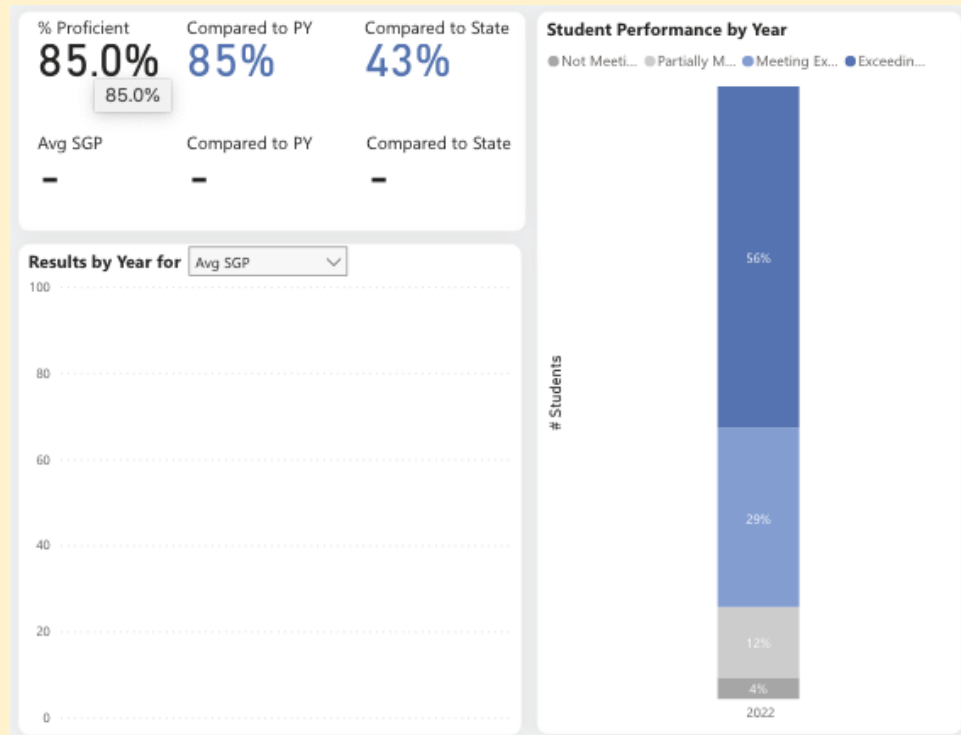 % Proficient Compared to PY Compared to State
85.0% 85% 43%
85.0%
Avg SGP Compared to PY Compared to State
- - -
Results by Year for Avg SGP
100
80
60
40
20
0
Student Performance by Year
Not Meeti... Partially M... Meeting Ex... Exceedin...
# Students
56%
29%
12%
4%
2022